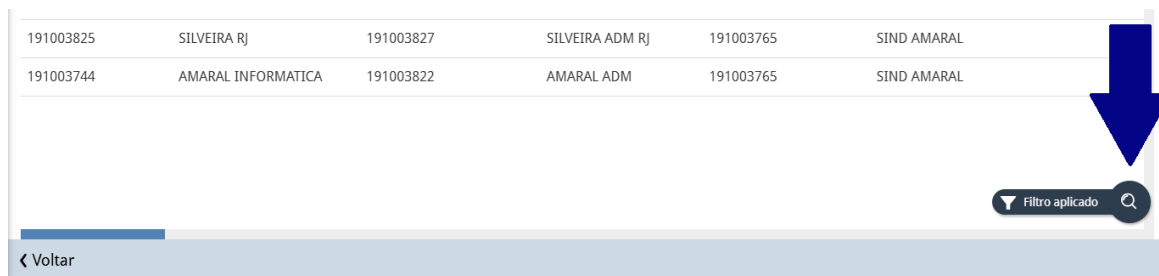 191003825 SILVEIRA RJ 191003827 SILVEIRA ADM RJ 191003765 SIND AMARAL
191003744 AMARAL INFORMATICA 191003822 AMARAL ADM 191003765 SIND AMARAL
Filtro aplicado
Voltar